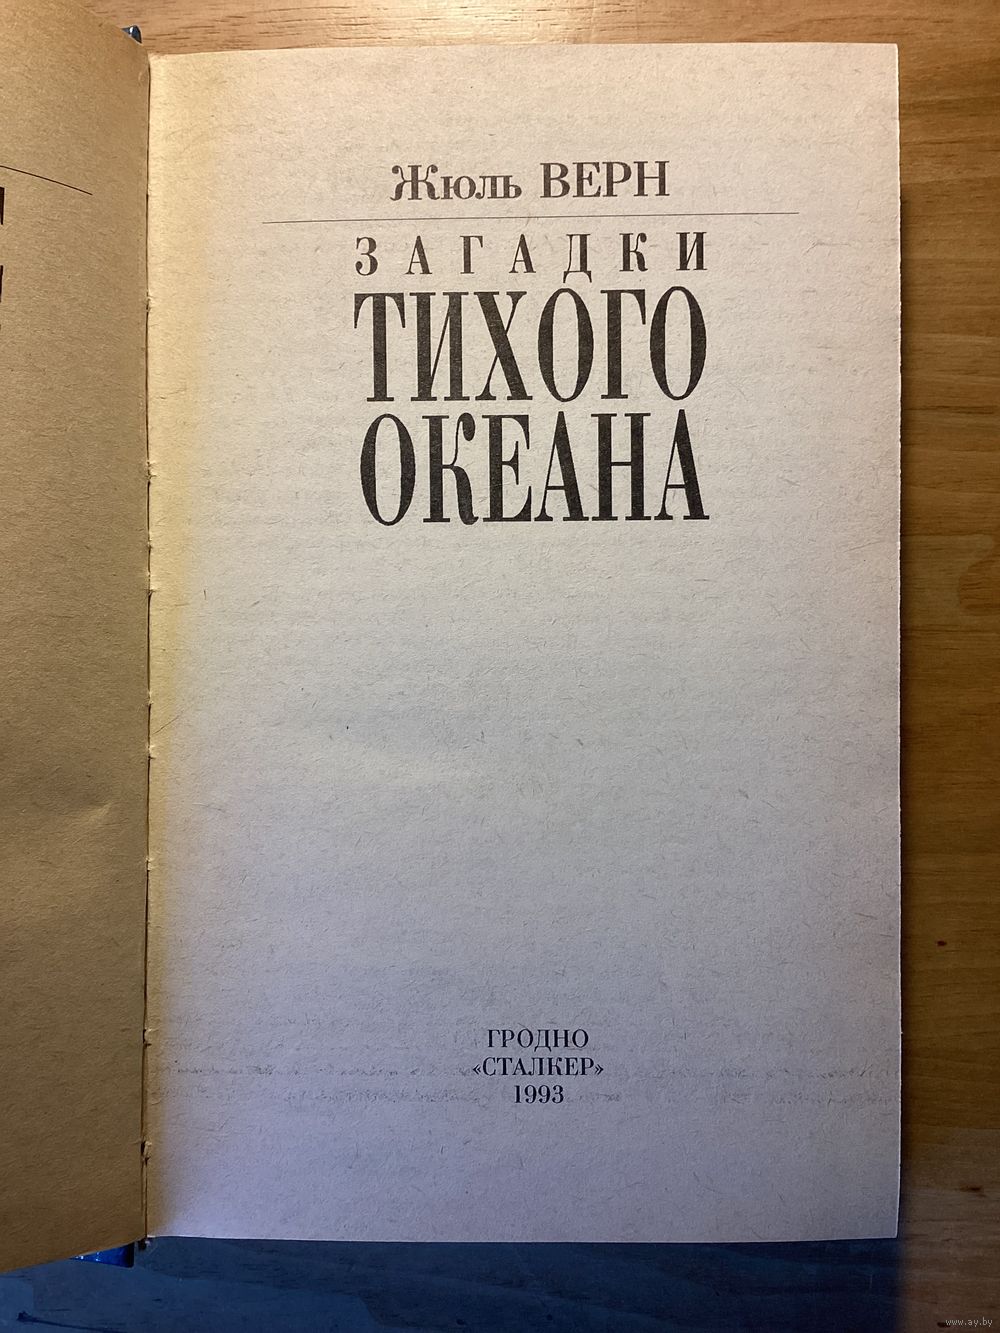 Жюль ВЕРН
ЗАГАДКИ
ТИХОГО
ОКЕАНА
ГРОДНО
«СТАЛКЕР»
1993
www.ay.by